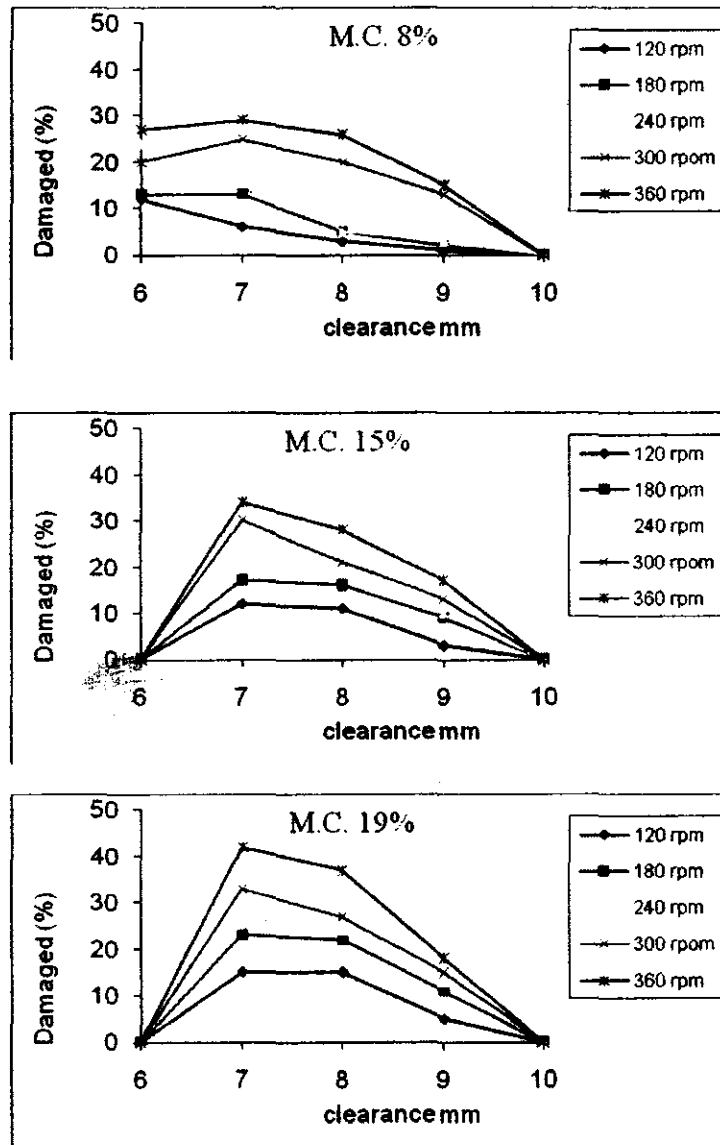 M.C. 8%
Damaged (%)
50
40
30
20
10
0
6 7 8 9 10
clearance mm
120 rpm
180 rpm
240 rpm
300 rpom
360 rpm
M.C. 15%
Damaged (%)
50
40
30
20
10
0
6 7 8 9 10
clearance mm
120 rpm
180 rpm
240 rpm
300 rpom
360 rpm
M.C. 19%
Damaged (%)
50
40
30
20
10
0
6 7 8 9 10
clearance mm
120 rpm
180 rpm
240 rpm
300 rpom
360 rpm